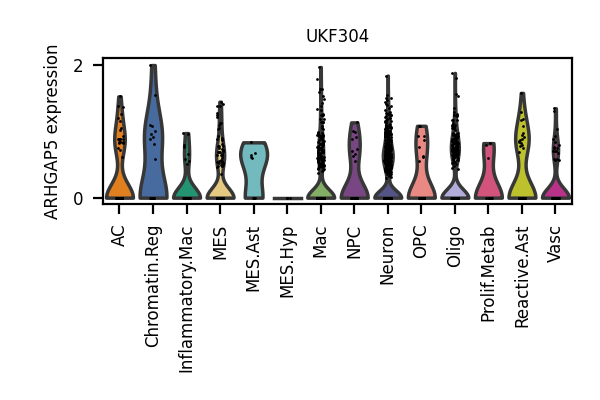 UKF304
ARHGAP5 expression
2
0
AC
Chromatin.Reg
Inflammatory.Mac
MES
MES.Ast
MES.Hyp
Mac
NPC
Neuron
OPC
Oligo
Prolif.Metab
Reactive.Ast
Vasc